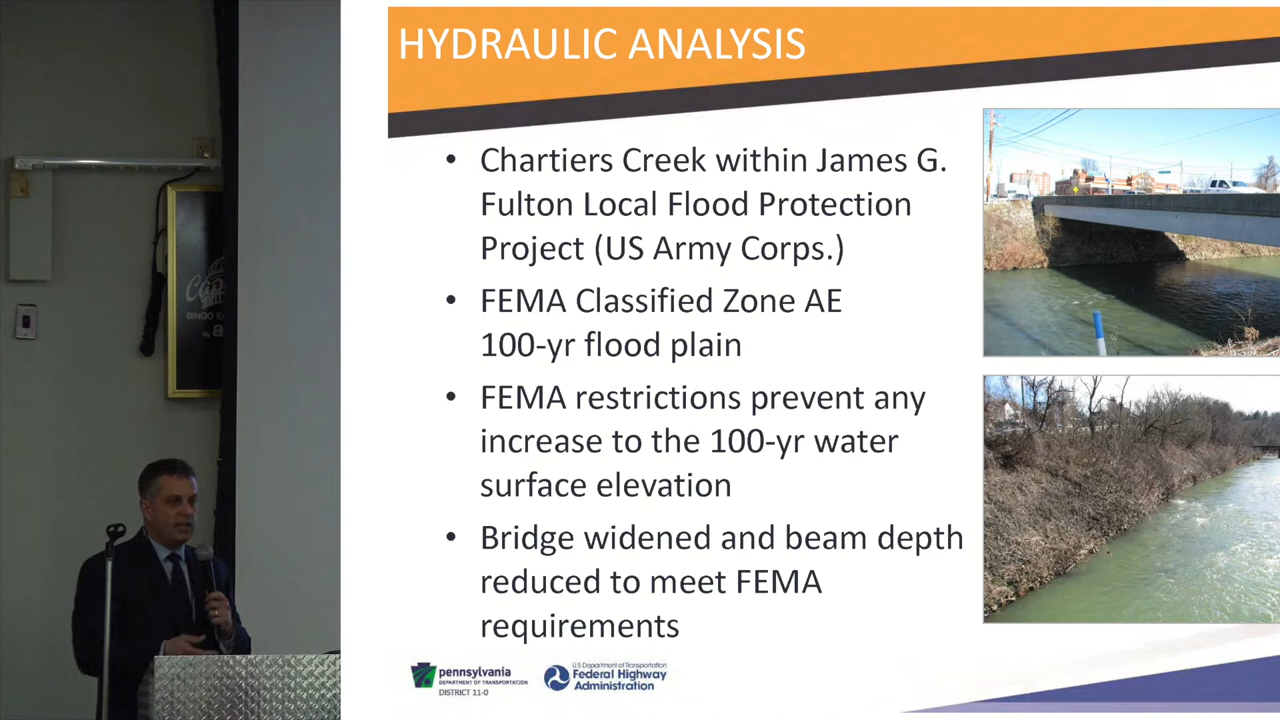 HYDRAULIC ANALYSIS
• Chartiers Creek within James G.
Fulton Local Flood Protection
Project (US Army Corps.)
• FEMA Classified Zone AE
100-yr flood plain
• FEMA restrictions prevent any
increase to the 100-yr water
surface elevation
• Bridge widened and beam depth
reduced to meet FEMA
requirements
pennsylvania
DEPARTMENT OF TRANSPORTATION
DISTRICT 11-0
U.S. Department of Transportation
Federal Highway
Administration
BINGO
by